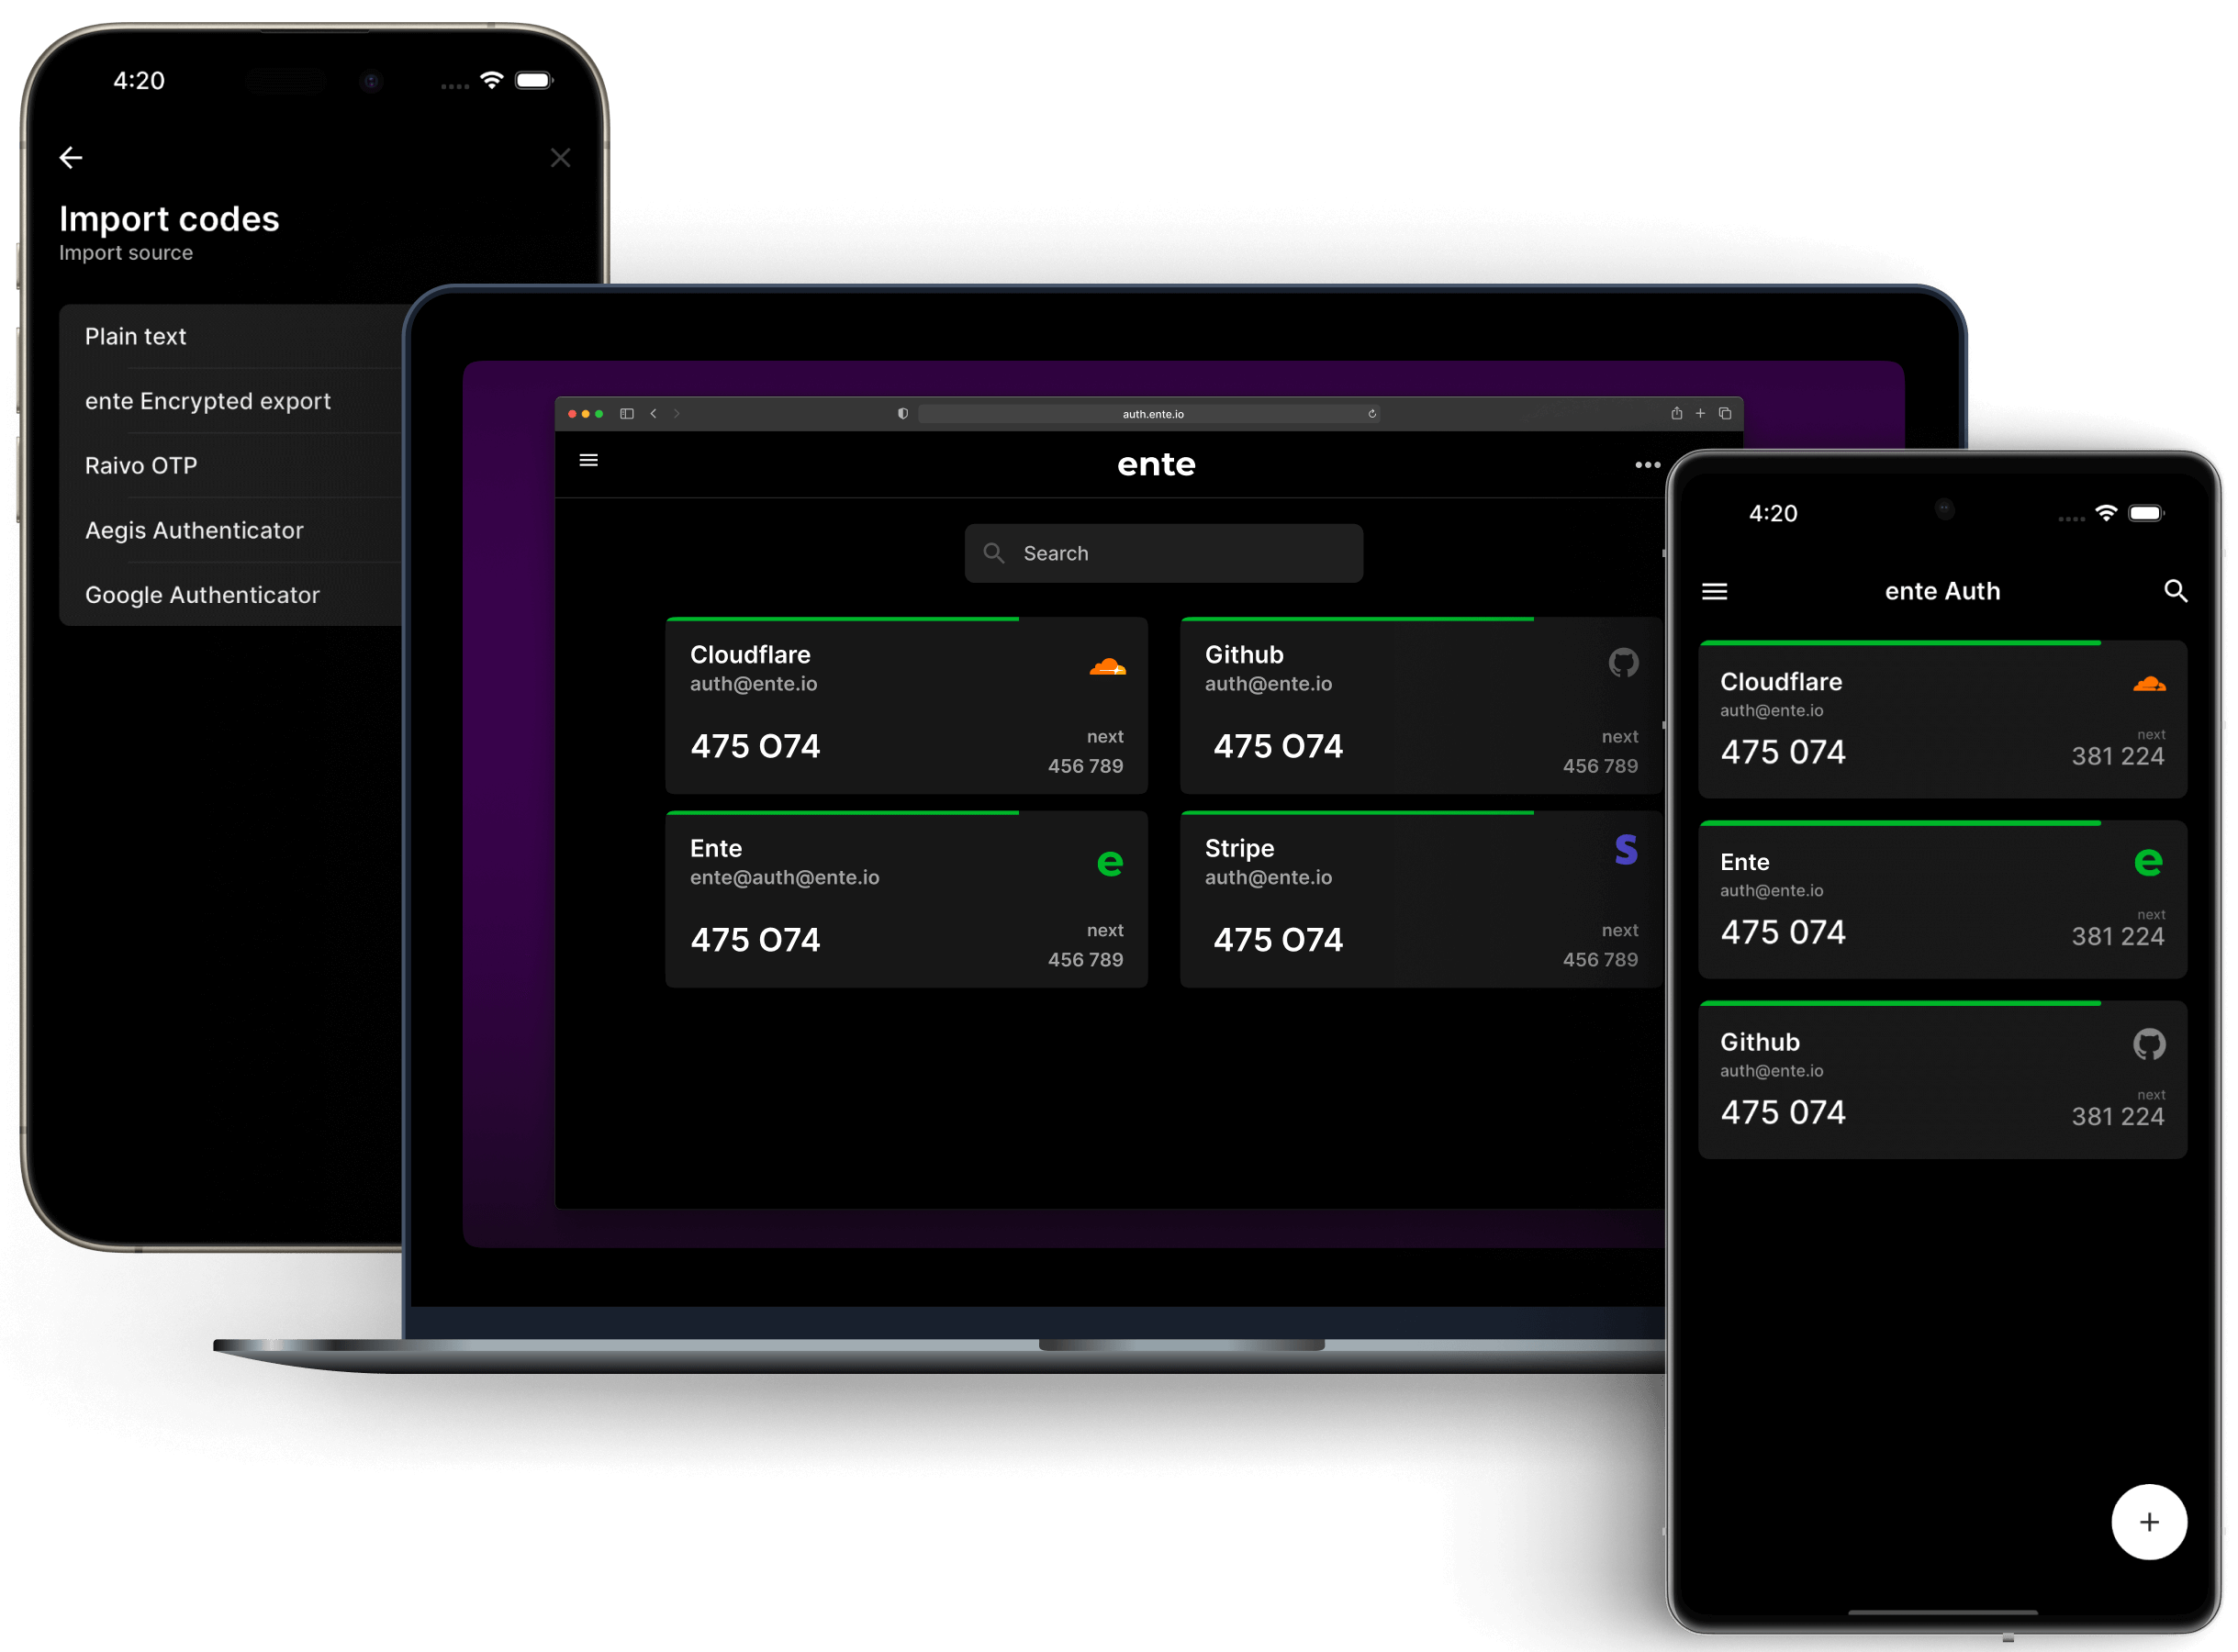 4:20
Import codes
Import source
Plain text
ente Encrypted export
Raivo OTP
Aegis Authenticator
Google Authenticator
auth.ente.io
ente
Search
Cloudflare
auth@ente.io
475 O74
next
456 789
Github
auth@ente.io
475 O74
next
456 789
Ente
ente@auth@ente.io
475 O74
next
456 789
Stripe
auth@ente.io
475 O74
next
456 789
4:20
ente Auth
Cloudflare
auth@ente.io
475 074
next
381 224
Ente
auth@ente.io
475 074
next
381 224
Github
auth@ente.io
475 074
next
381 224